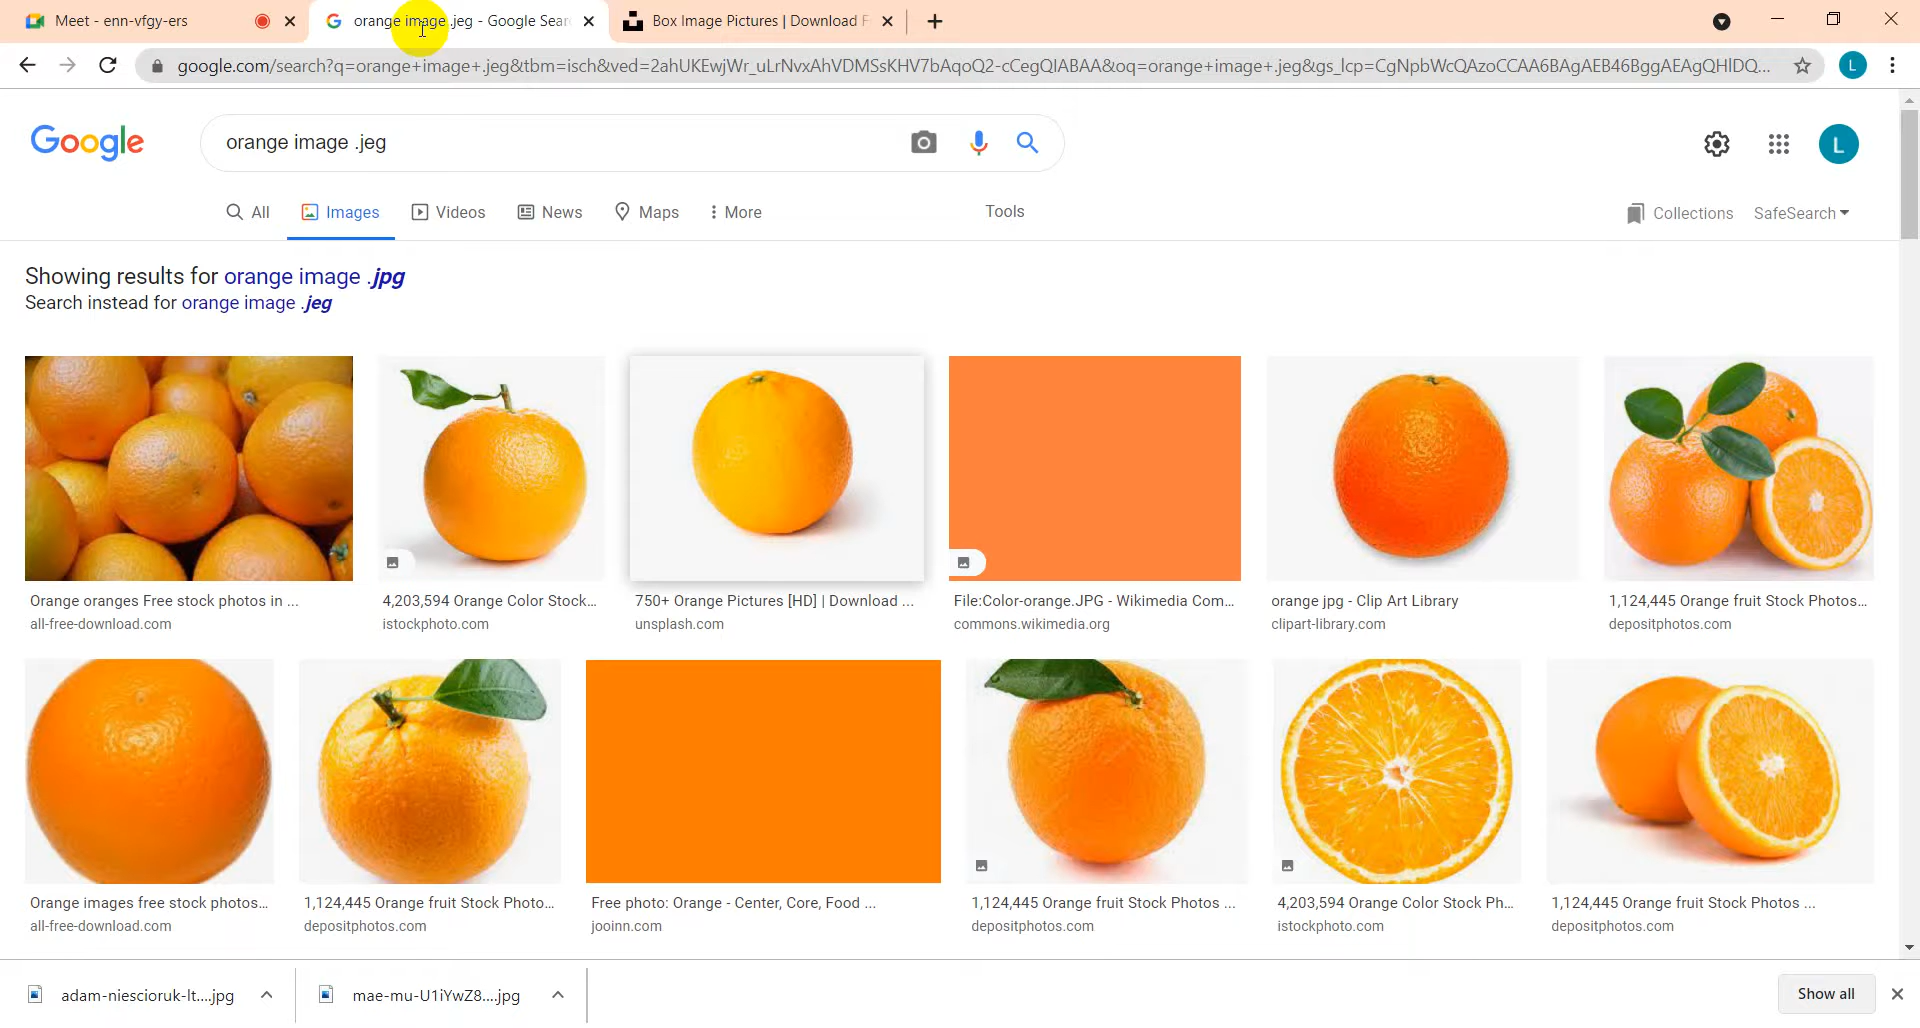 Meet - enn-vfgy-ers
orange image .jeg - Google Sear
Box Image Pictures | Download F
google.com/search?q=orange+image+.jeg&tbm=isch&ved=2ahUKEwjWr_uLrNvxAhVDMSsKHV7bAqoQ2-cCegQIABAA&oq=orange+image+.jeg&gs_lcp=CgNpbWcQAzoCCAA6BAgAEB46BggAEAgQHlDQ...
L
Google
orange image .jeg
L
All
Images
Videos
News
Maps
More
Tools
Collections
SafeSearch
Showing results for orange image .jpg
Search instead for orange image .jeg
Orange oranges Free stock photos in ...
all-free-download.com
4,203,594 Orange Color Stock...
istockphoto.com
750+ Orange Pictures [HD] | Download ...
unsplash.com
File:Color-orange.JPG - Wikimedia Com...
commons.wikimedia.org
orange jpg - Clip Art Library
clipart-library.com
1,124,445 Orange fruit Stock Photos...
depositphotos.com
Orange images free stock photos...
all-free-download.com
1,124,445 Orange fruit Stock Photo...
depositphotos.com
Free photo: Orange - Center, Core, Food ...
jooinn.com
1,124,445 Orange fruit Stock Photos ...
depositphotos.com
4,203,594 Orange Color Stock Ph...
istockphoto.com
1,124,445 Orange fruit Stock Photos ...
depositphotos.com
adam-niescioruk-lt....jpg
mae-mu-U1iYwZ8....jpg
Show all